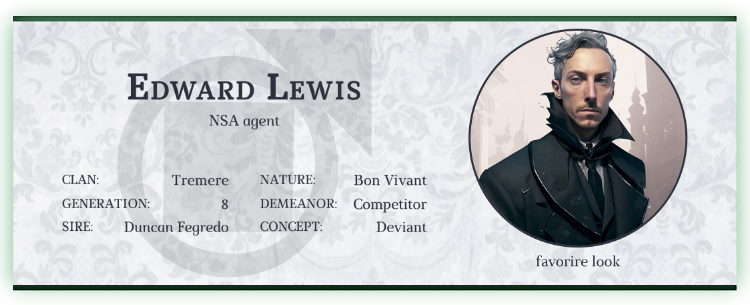 Edward Lewis
NSA agent
CLAN: Tremere
GENERATION: 8
SIRE: Duncan Fegredo
NATURE: Bon Vivant
DEMEANOR: Competitor
CONCEPT: Deviant
favorire look